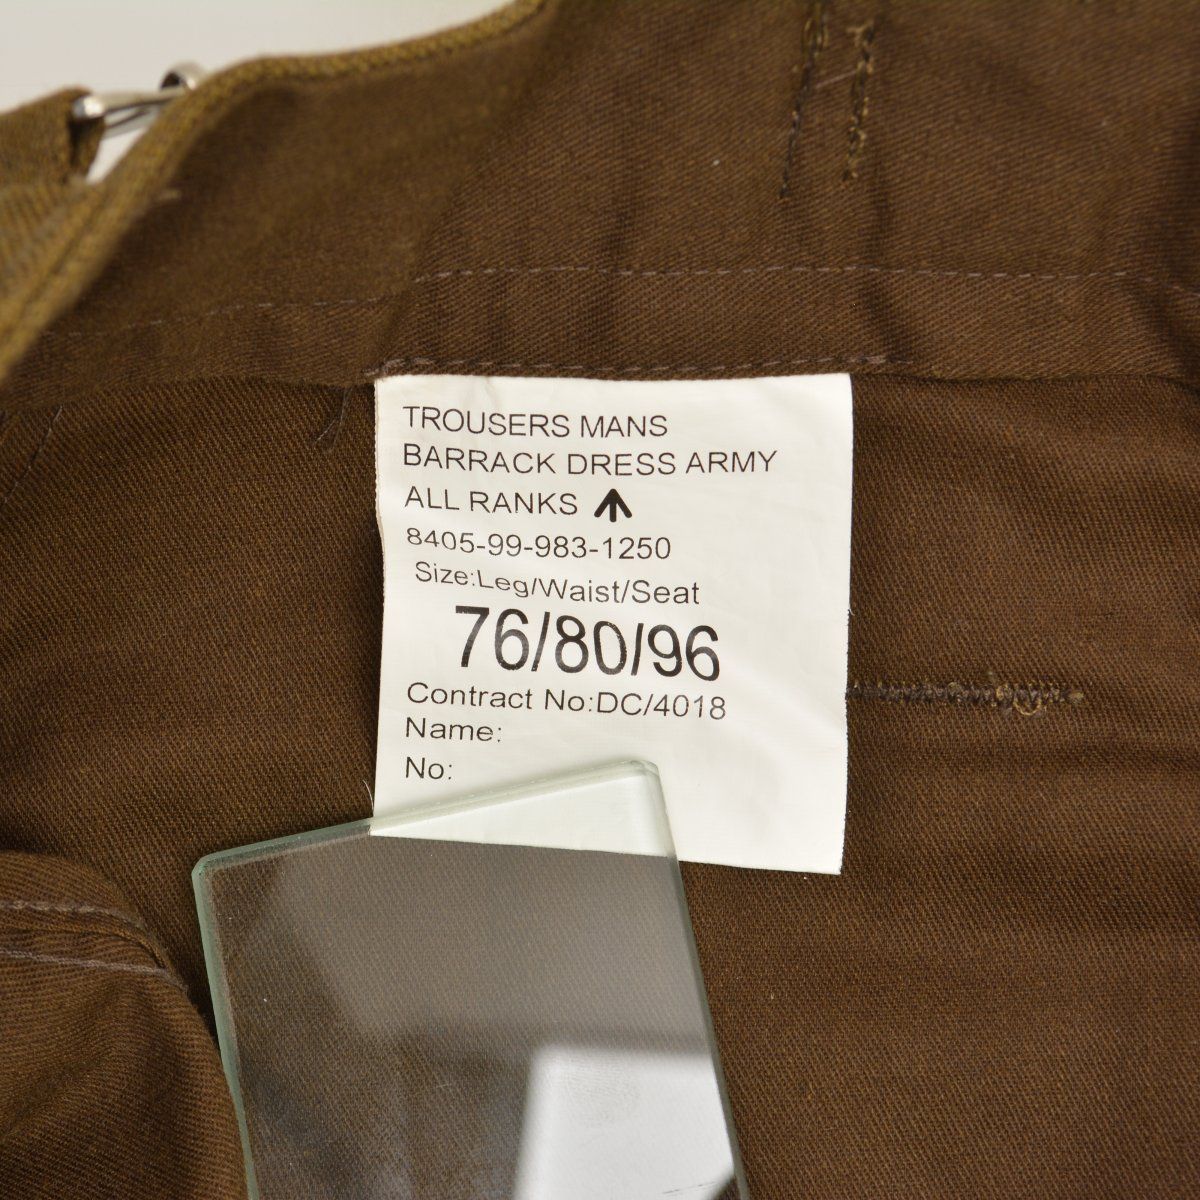 TROUSERS MANS
BARRACK DRESS ARMY
ALL RANKS
8405-99-983-1250
Size:Leg/Waist/Seat
76/80/96
Contract No:DC/4018
Name:
No: